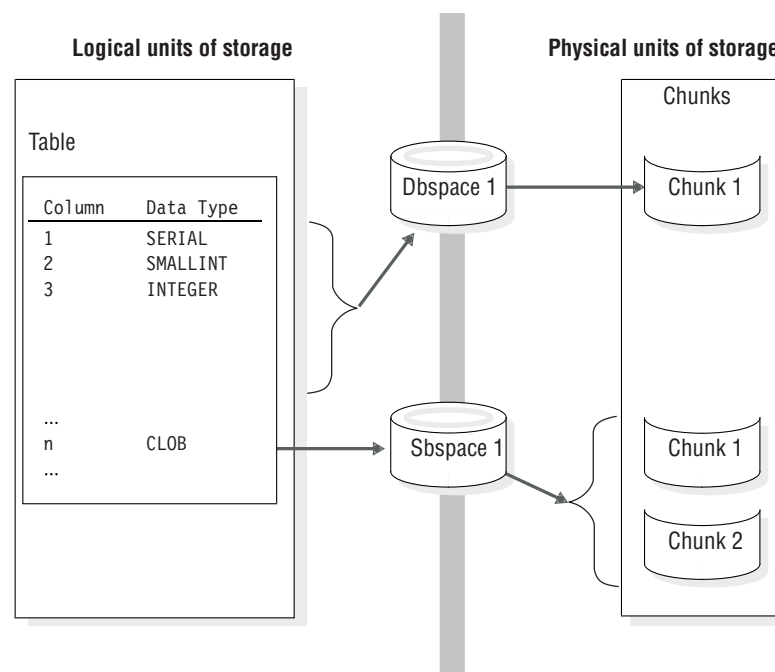 Logical units of storage
Physical units of storage
Chunks
Table
Dbspace 1
Chunk 1
Column Data Type
1 SERIAL
2 SMALLINT
3 INTEGER
...
n CLOB
...
Sbspace 1
Chunk 1
Chunk 2